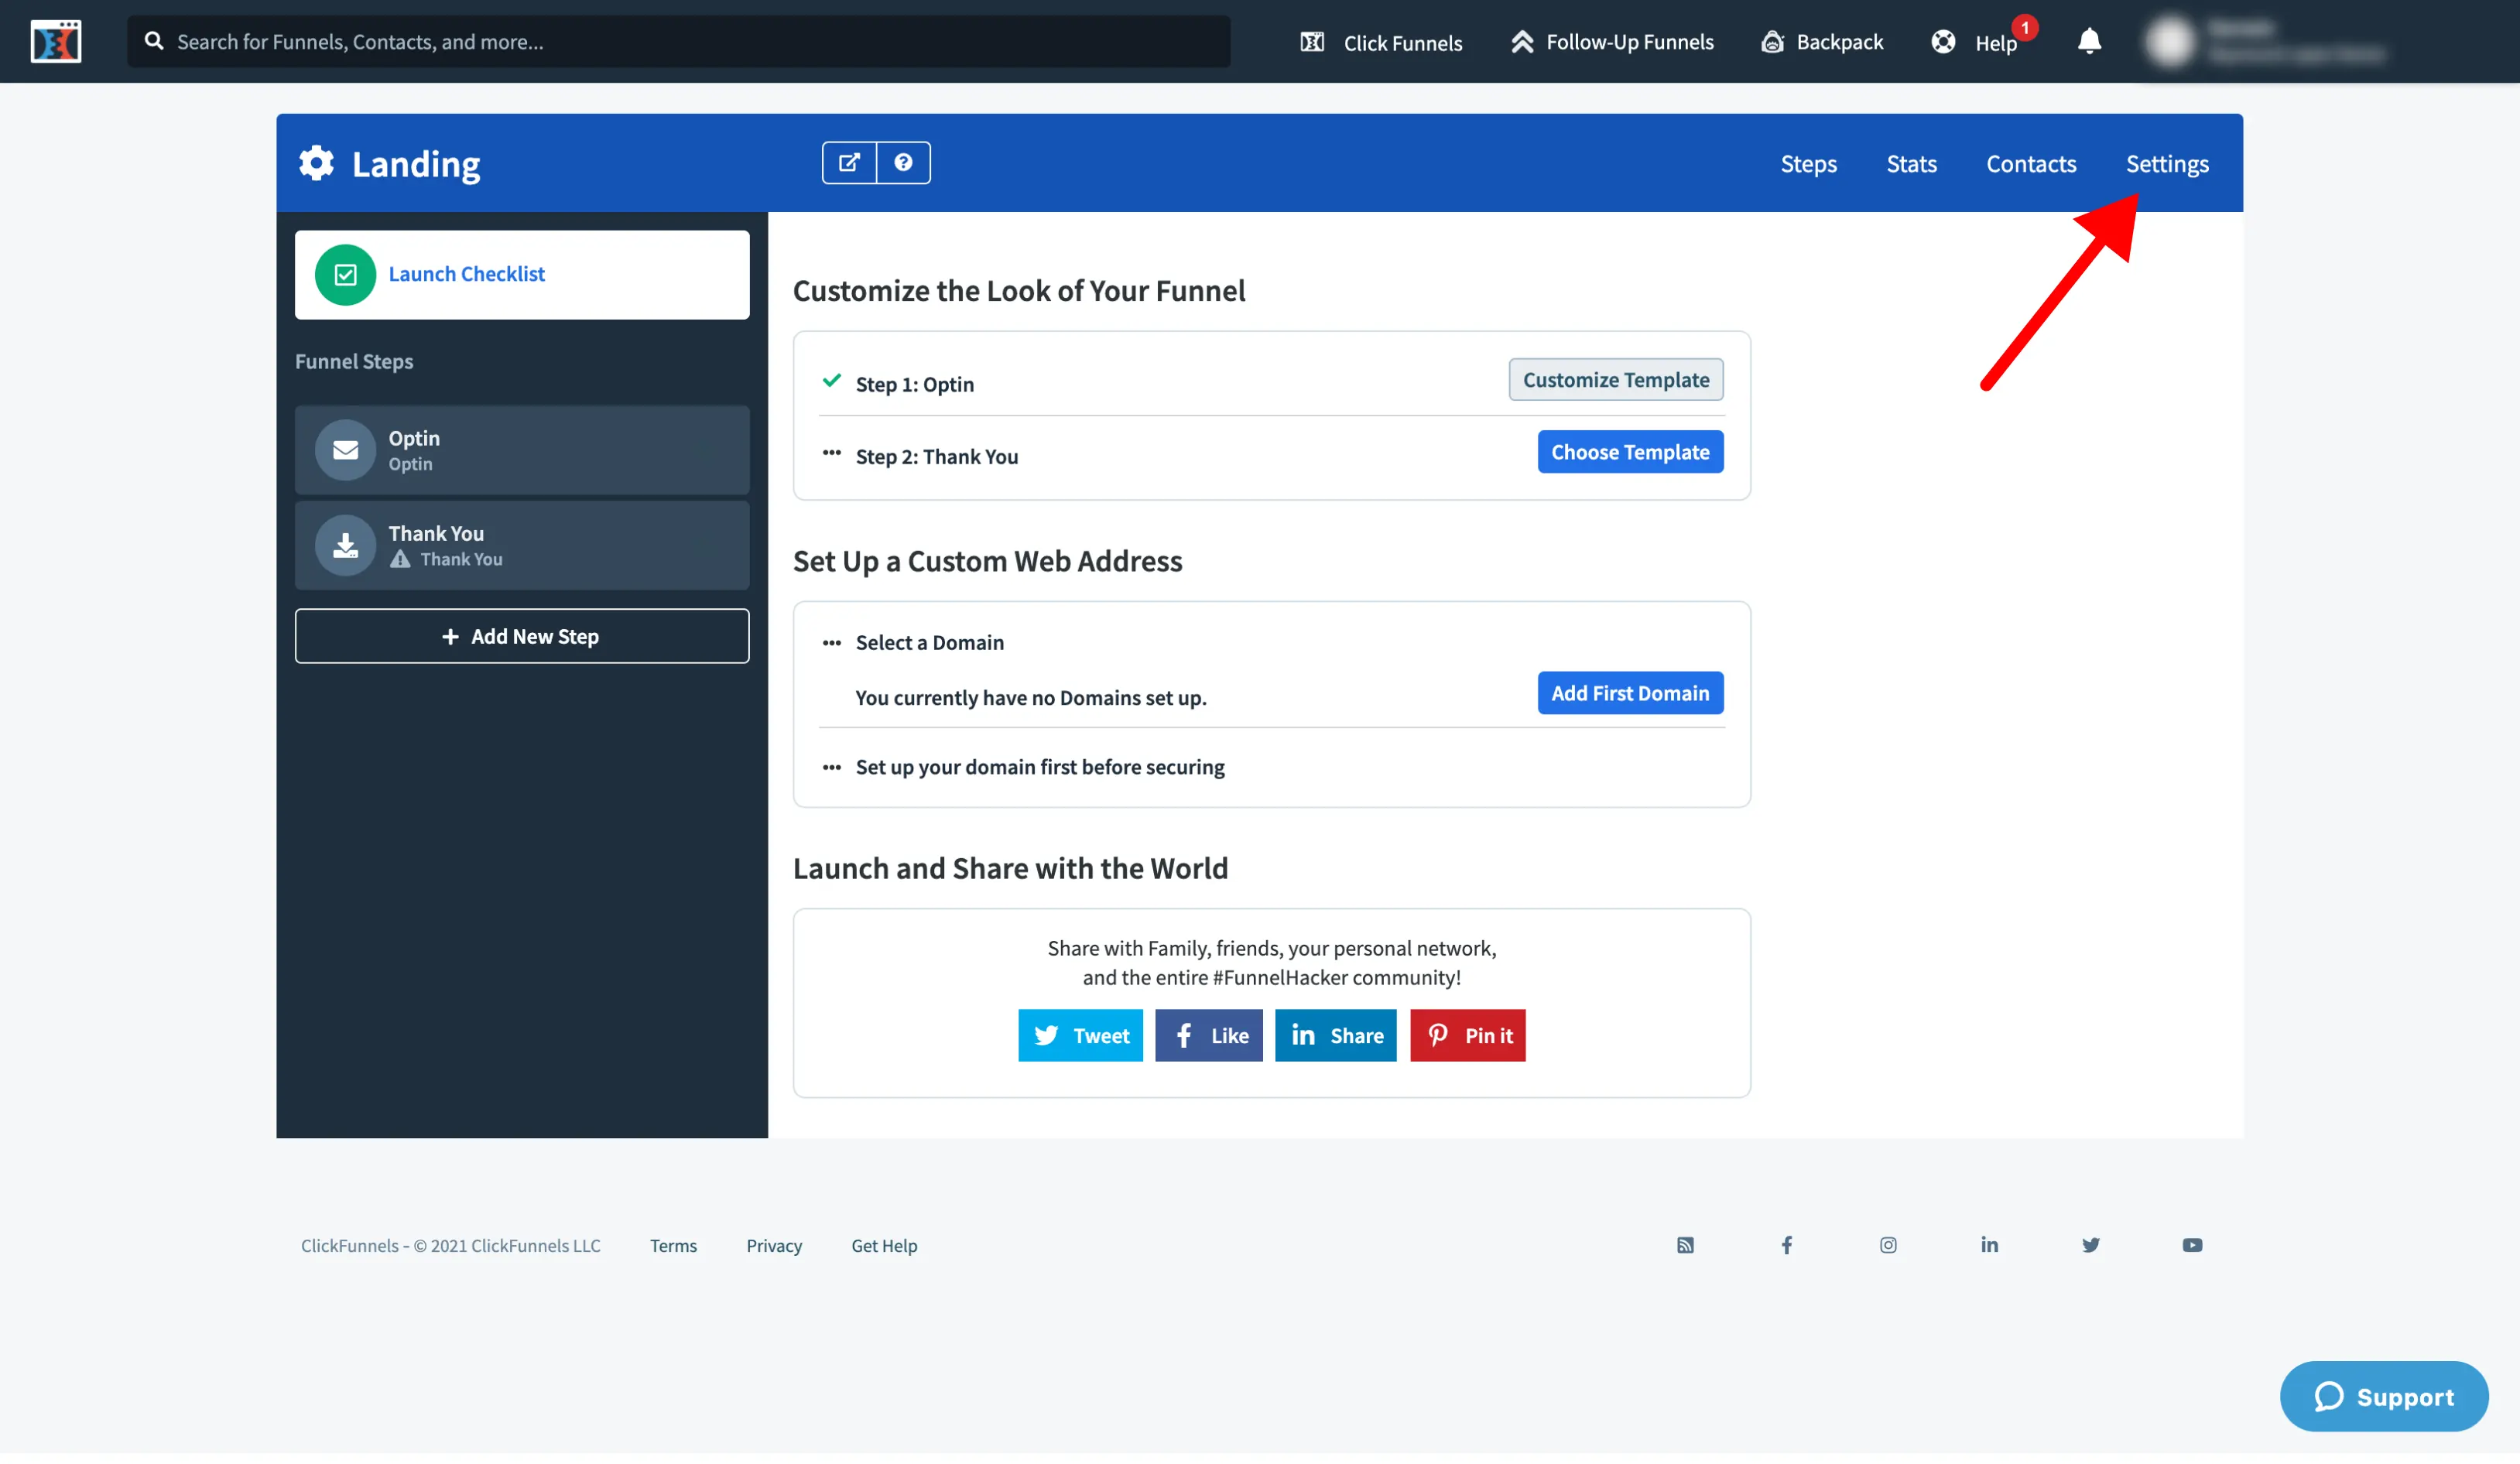 Search for Funnels, Contacts, and more...
Click Funnels
Follow-Up Funnels
Backpack
Help
1
Landing
Steps
Stats
Contacts
Settings
Launch Checklist
Funnel Steps
Optin
Optin
Thank You
Thank You
Add New Step
Customize the Look of Your Funnel
Step 1: Optin
Customize Template
Step 2: Thank You
Choose Template
Set Up a Custom Web Address
Select a Domain
You currently have no Domains set up.
Add First Domain
Set up your domain first before securing
Launch and Share with the World
Share with Family, friends, your personal network,
and the entire #FunnelHacker community!
Tweet
Like
Share
Pin it
ClickFunnels - © 2021 ClickFunnels LLC
Terms
Privacy
Get Help
Support